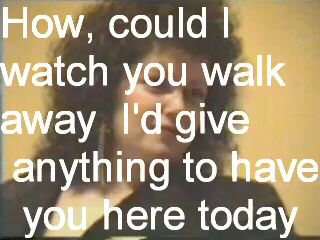 How, could I
watch you walk
away  I'd give
anything to have
you here today